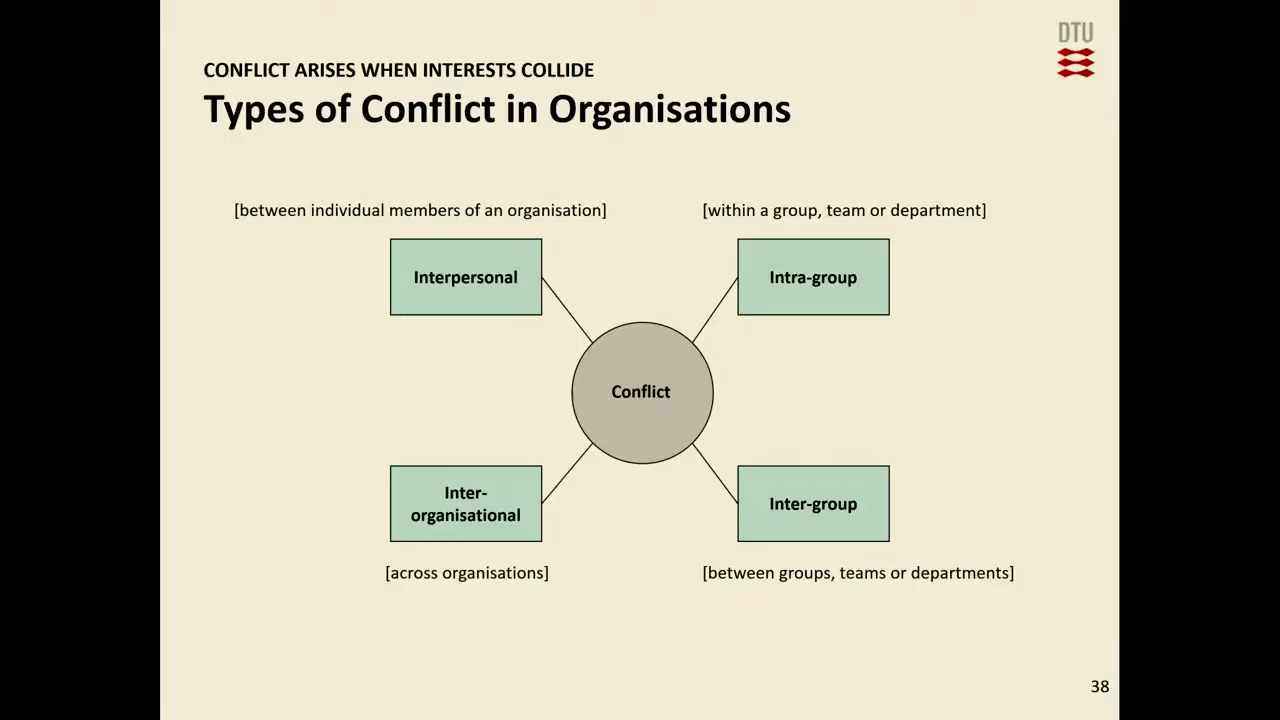 DTU
CONFLICT ARISES WHEN INTERESTS COLLIDE
Types of Conflict in Organisations
[between individual members of an organisation]
[within a group, team or department]
Interpersonal
Intra-group
Conflict
Inter-
organisational
Inter-group
[across organisations]
[between groups, teams or departments]
38